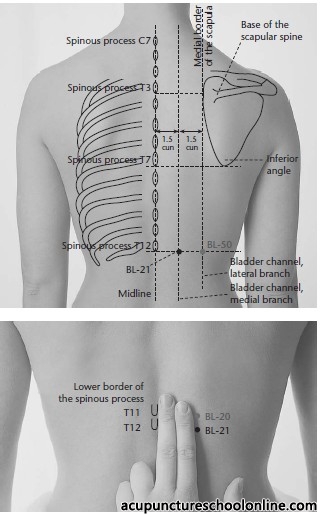 Spinous process C7
Medial border
of the scapula
Base of the
scapular spine
Spinous process T3
1.5
cun
1.5
cun
Spinous process T7
Inferior
angle
Spinous process T12
BL-50
BL-21
Bladder channel,
lateral branch
Midline
Bladder channel,
medial branch
Lower border of
the spinous process
T11
T12
BL-20
BL-21
acupunctureschoolonline.com